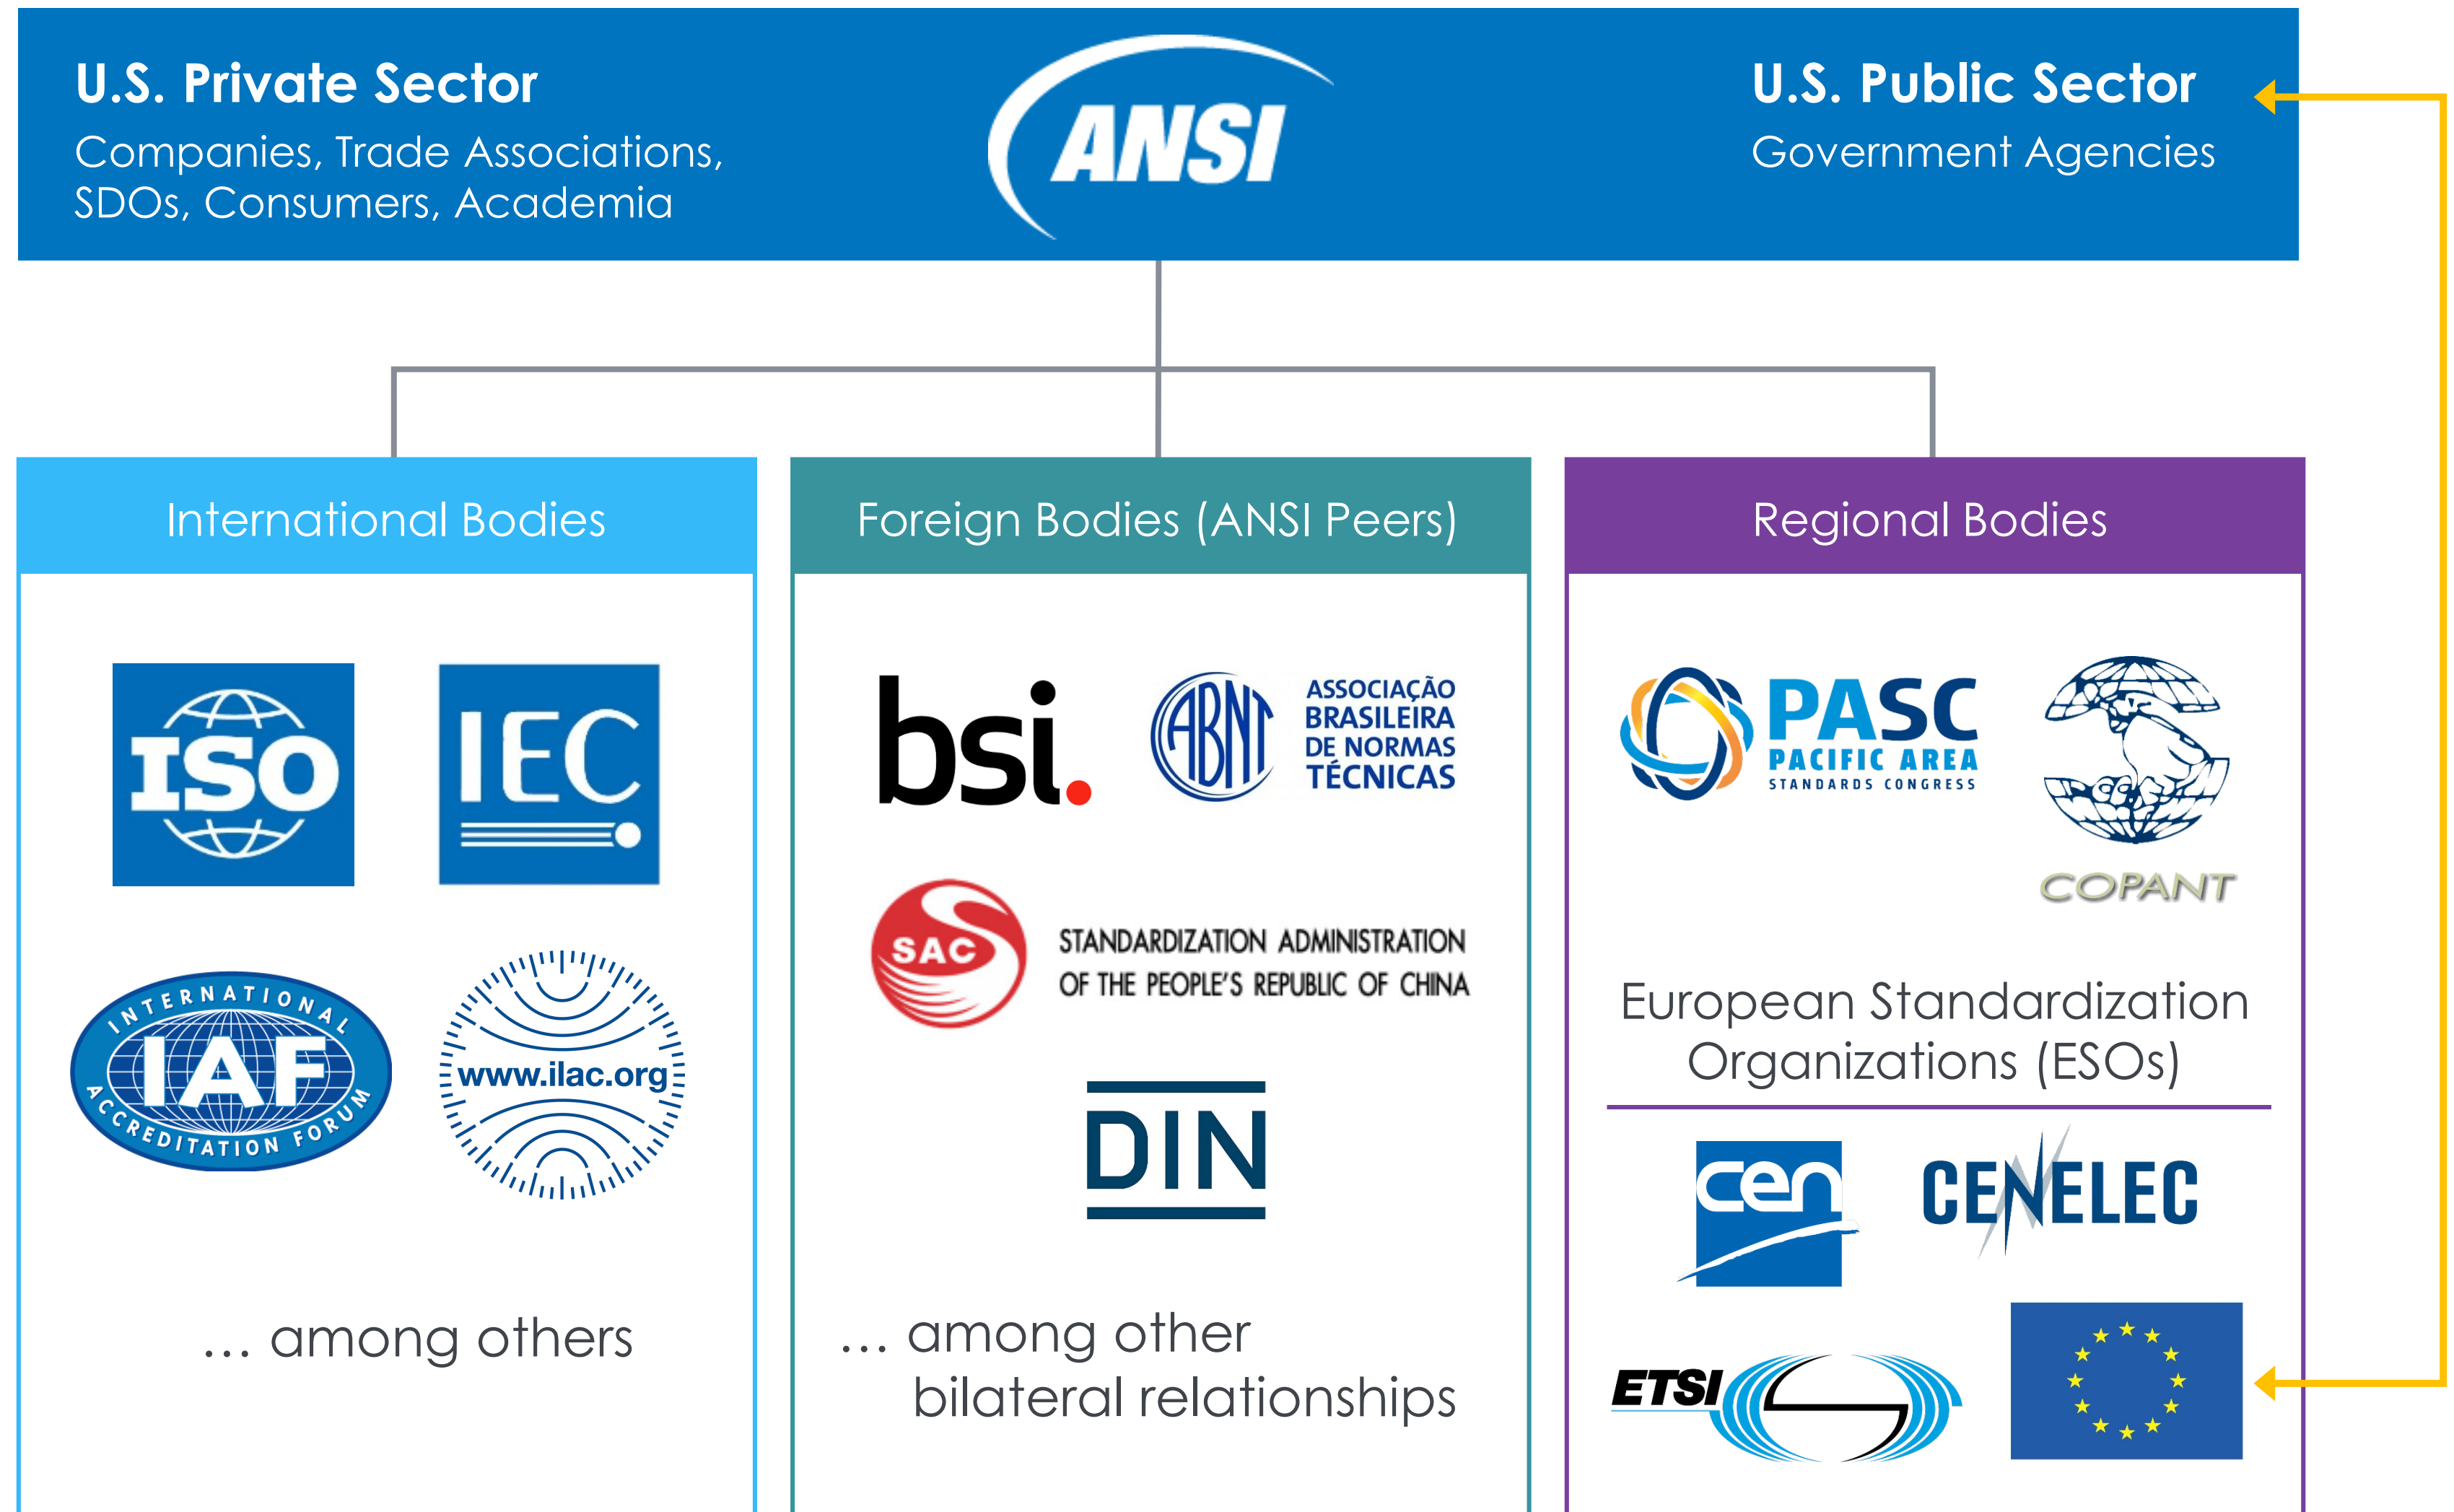 U.S. Private Sector
Companies, Trade Associations,
SDOs, Consumers, Academia
ANSI
U.S. Public Sector
Government Agencies
International Bodies
ISO
IEC
INTERNATIONAL
IAF
ACCREDITATION FORUM
www.ilac.org
... among others
Foreign Bodies (ANSI Peers)
bsi.
ABNT
ASSOCIAÇÃO
BRASILEIRA
DE NORMAS
TÉCNICAS
SAC
STANDARDIZATION ADMINISTRATION
OF THE PEOPLE'S REPUBLIC OF CHINA
DIN
... among other
bilateral relationships
Regional Bodies
PASC
PACIFIC AREA
STANDARDS CONGRESS
COPANT
European Standardization
Organizations (ESOs)
cen
CENELEC
ETSI